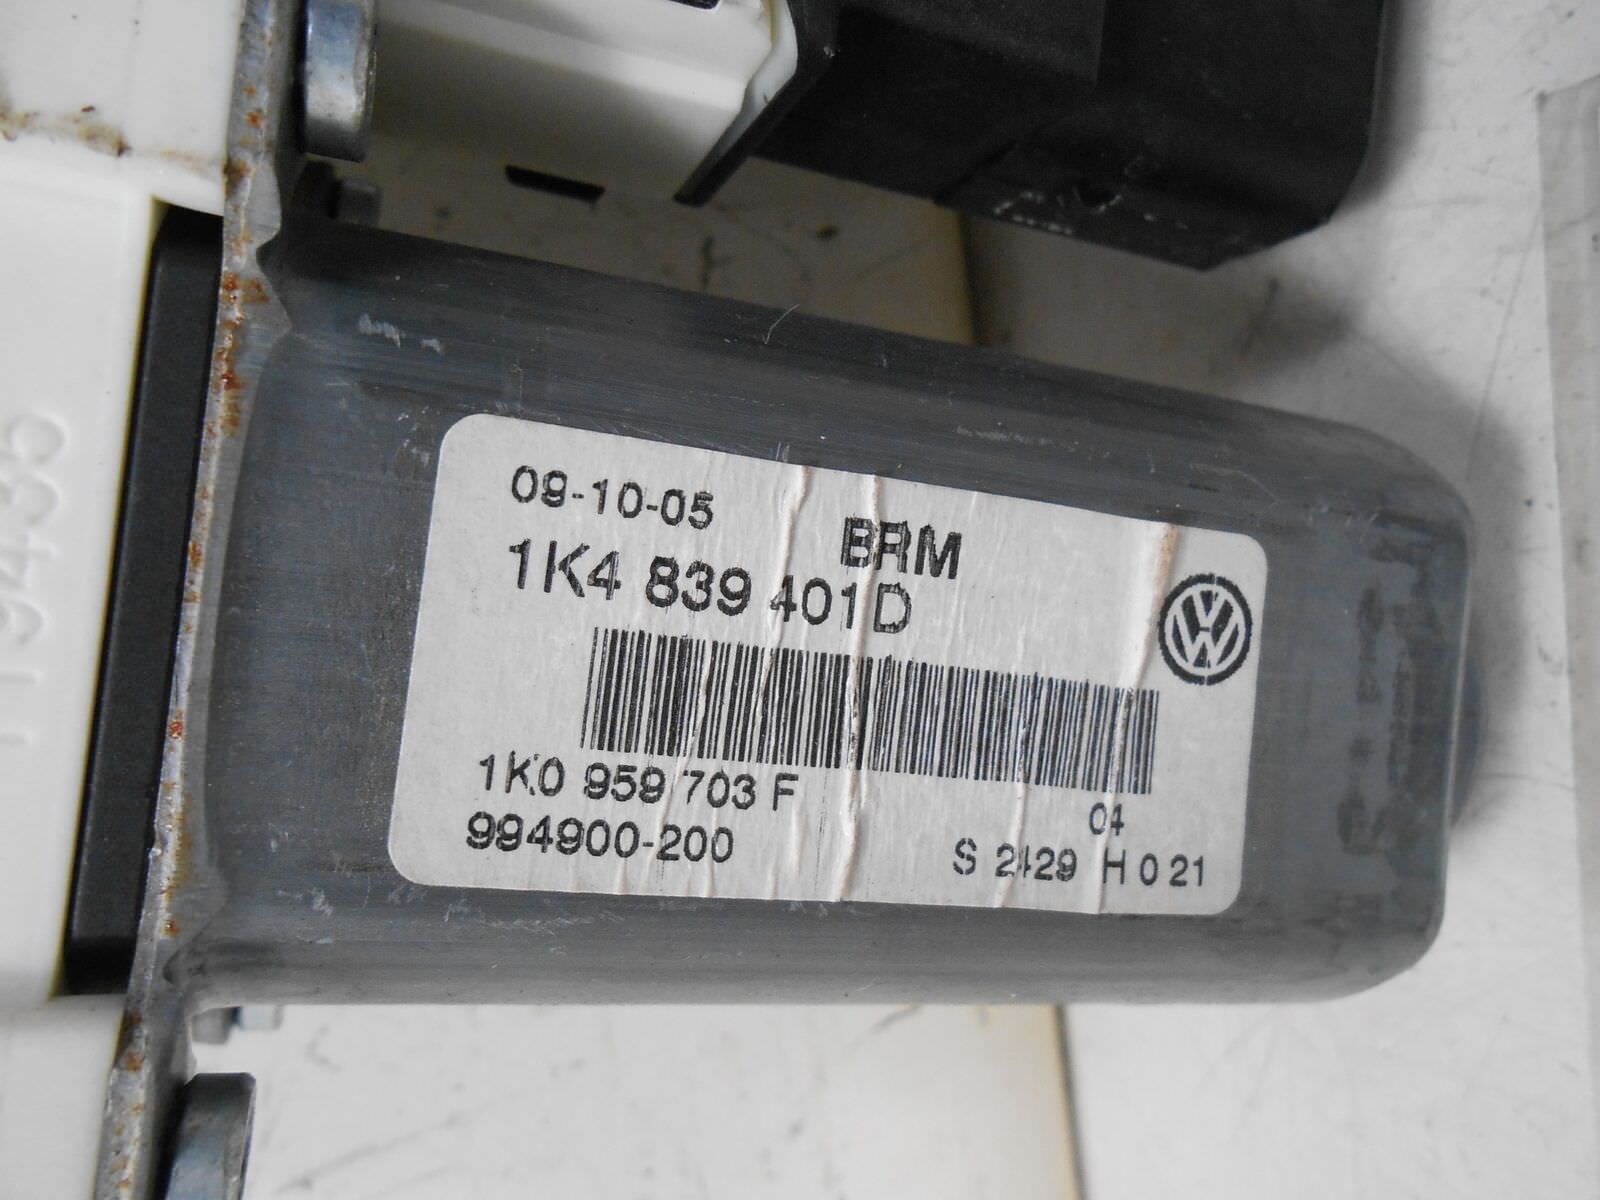 09-10-05
BRM
1K4 839 401D
1K0 959 703 F
994900-200
04
S 2429 H 0 21